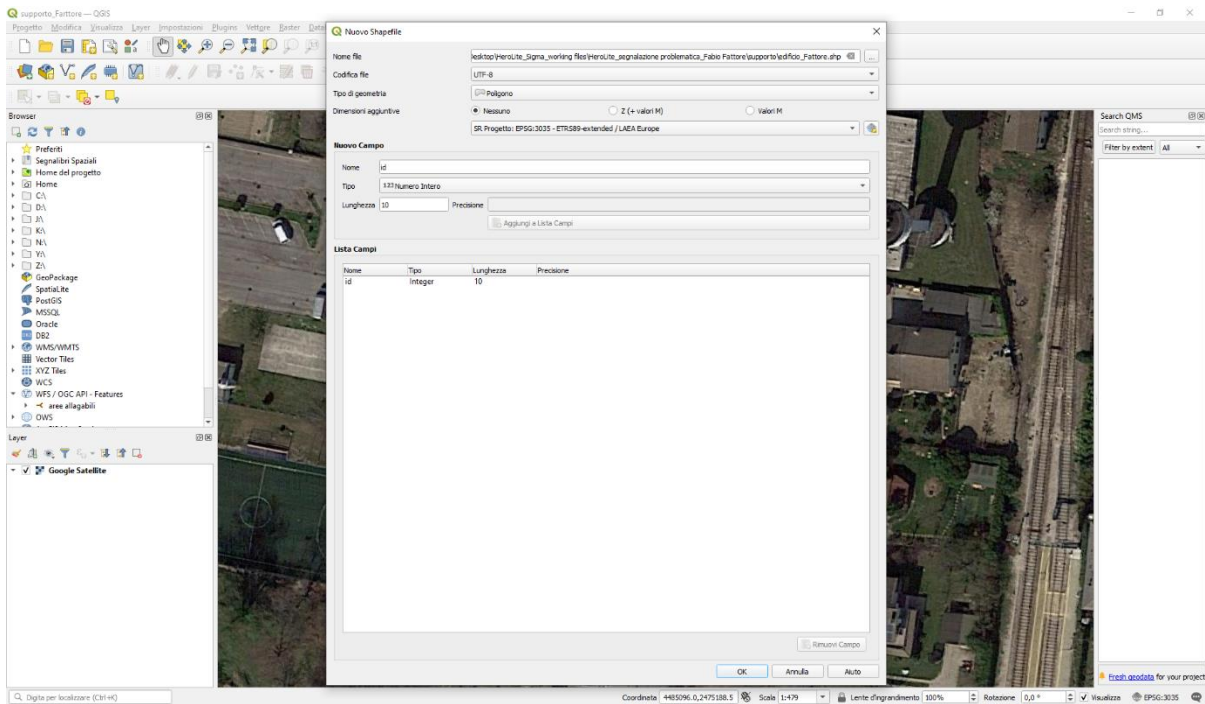 supporto_Farttore — QGIS
Progetto Modifica Visualizza Layer Impostazioni Plugins Vettore Raster
Browser
Preferiti
Segnalibri Spaziali
Home del progetto
Home
C:\
D:\
J:\
K:\
N:\
Y:\
Z:\
GeoPackage
SpatiaLite
PostGIS
MSSQL
Oracle
DB2
WMS/WMTS
Vector Tiles
XYZ Tiles
WCS
WFS / OGC API - Features
aree allagabili
OWS
Layer
Google Satellite
Nuovo Shapefile
Nome file esktop\HeroLite_Sigma_working files\HeroLite_segnalazione problematica_Fabio Fattore\supporto\edificio_Fattore.shp ...
Codifica file UTF-8
Tipo di geometria Poligono
Dimensioni aggiuntive Nessuno Z (+ valori M) Valori M
SR Progetto: EPSG:3035 - ETRS89-extended / LAEA Europe
Nuovo Campo
Nome id
Tipo 123 Numero Intero
Lunghezza 10 Precisione
Aggiungi a Lista Campi
Lista Campi
Nome Tipo Lunghezza Precisione
id Integer 10
Rimuovi Campo
OK Annulla Aiuto
Search QMS
Search string...
Filter by extent All
Fresh geodata for your project
Digita per localizzare (Ctrl+K) Coordinata 4485096.0,2475188.5 Scala 1:479 Lente d'ingrandimento 100% Rotazione 0,0 ° Visualizza EPSG:3035